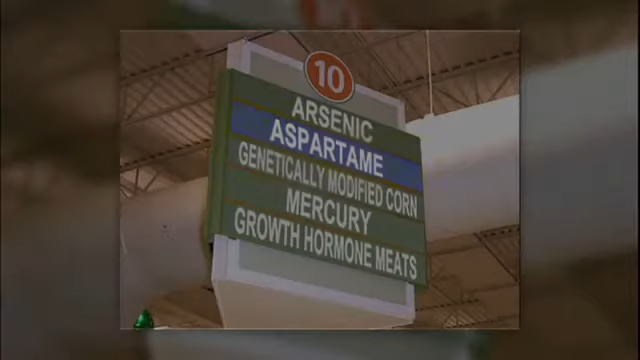 10
ARSENIC
ASPARTAME
GENETICALLY MODIFIED CORN
MERCURY
GROWTH HORMONE MEATS